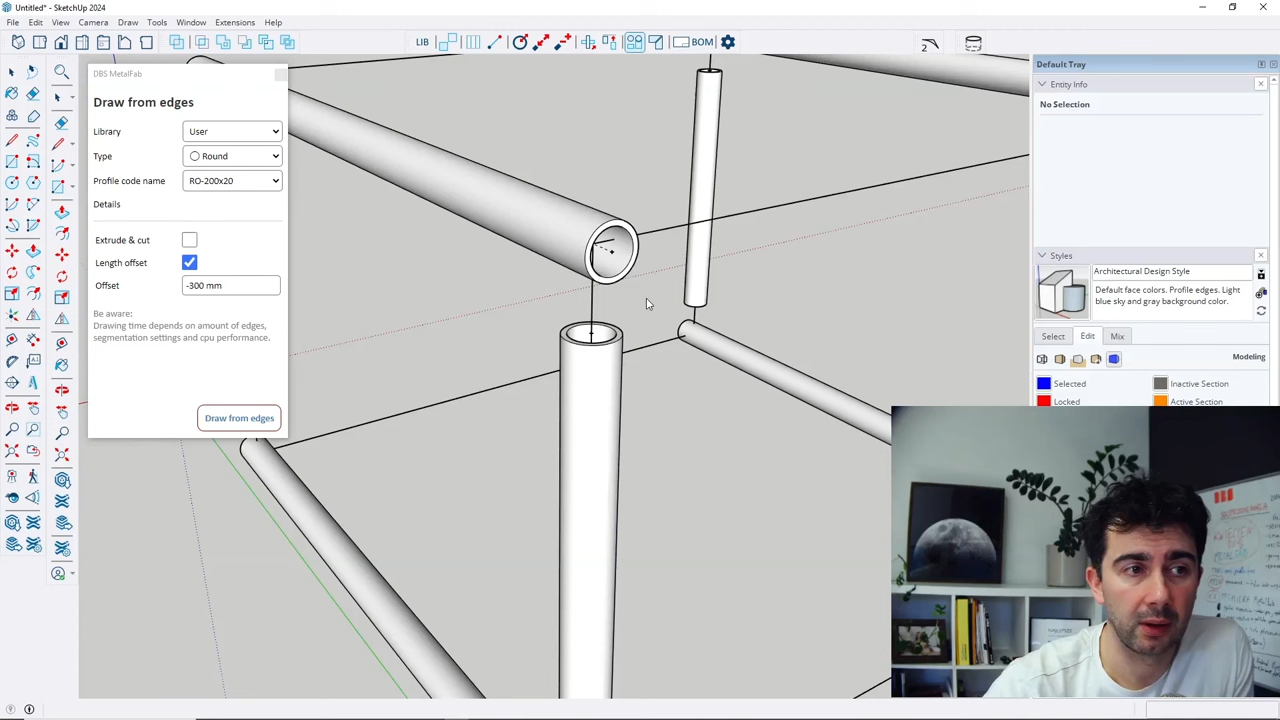 Untitled* - SketchUp 2024
File Edit View Camera Draw Tools Window Extensions Help
LIB
BOM
2
DBS MetalFab
Draw from edges
Library User
Type Round
Profile code name RO-200x20
Details
Extrude & cut
Length offset
Offset -300 mm
Be aware:
Drawing time depends on amount of edges,
segmentation settings and cpu performance.
Draw from edges
Default Tray
Entity Info
No Selection
Styles
Architectural Design Style
Default face colors. Profile edges. Light
blue sky and gray background color.
Select Edit Mix
Modeling
Selected Inactive Section
Locked Active Section